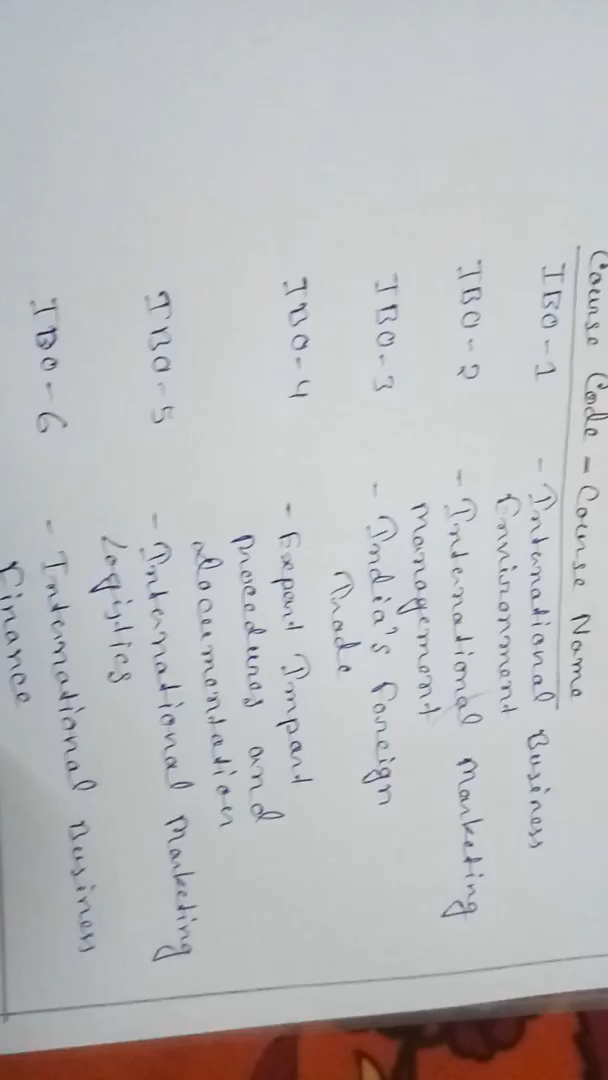 Course Code - Course Name
IBO-1 - International Business
Environment
IBO-2 - International Marketing
Management
IBO-3 - India's Foreign
Trade
IBO-4 - Export Import
Procedures and
documentation
IBO-5 - International Marketing
Logistics
IBO-6 - International Business
Finance